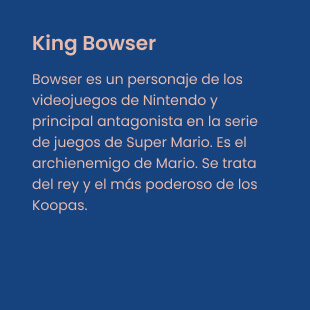 King Bowser
Bowser es un personaje de los
videojuegos de Nintendo y
principal antagonista en la serie
de juegos de Super Mario. Es el
archienemigo de Mario. Se trata
del rey y el más poderoso de los
Koopas.